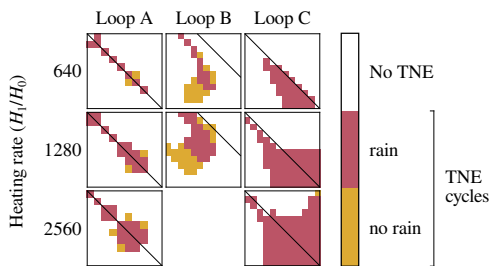 Loop A Loop B Loop C
Heating rate (H₁/H₀)
640
1280
2560
No TNE
rain
no rain
TNE
cycles